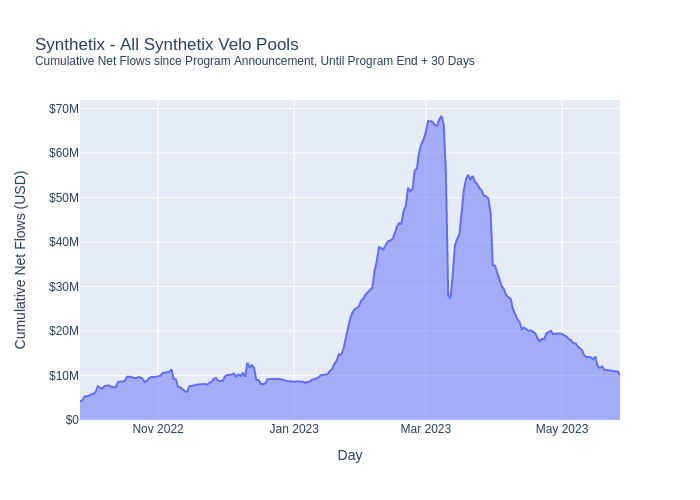 Synthetix - All Synthetix Velo Pools
Cumulative Net Flows since Program Announcement, Until Program End + 30 Days
Cumulative Net Flows (USD)
$70M
$60M
$50M
$40M
$30M
$20M
$10M
$0
Nov 2022 Jan 2023 Mar 2023 May 2023
Day